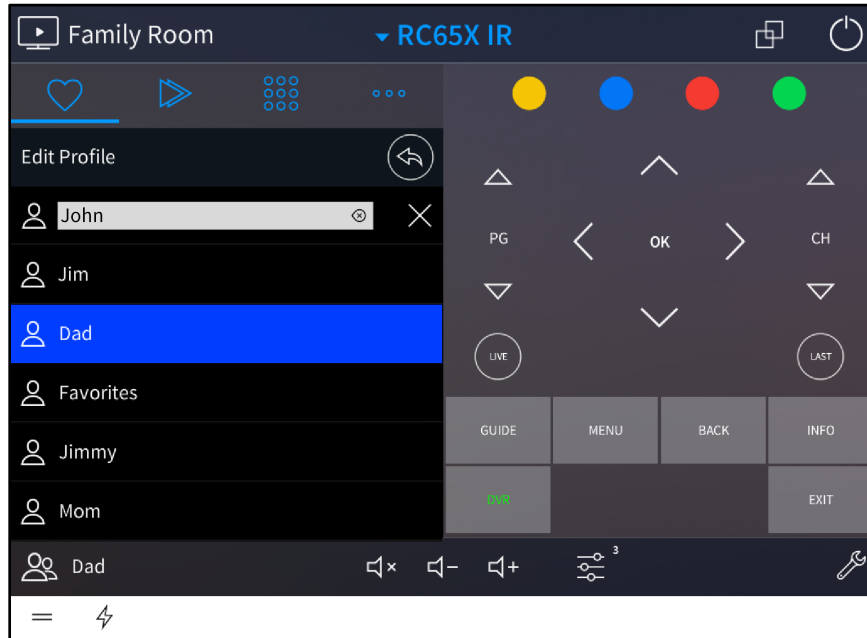 Family Room
RC65X IR
Edit Profile
John
Jim
Dad
Favorites
Jimmy
Mom
PG
OK
CH
LIVE
LAST
GUIDE
MENU
BACK
INFO
DVR
EXIT
Dad
3